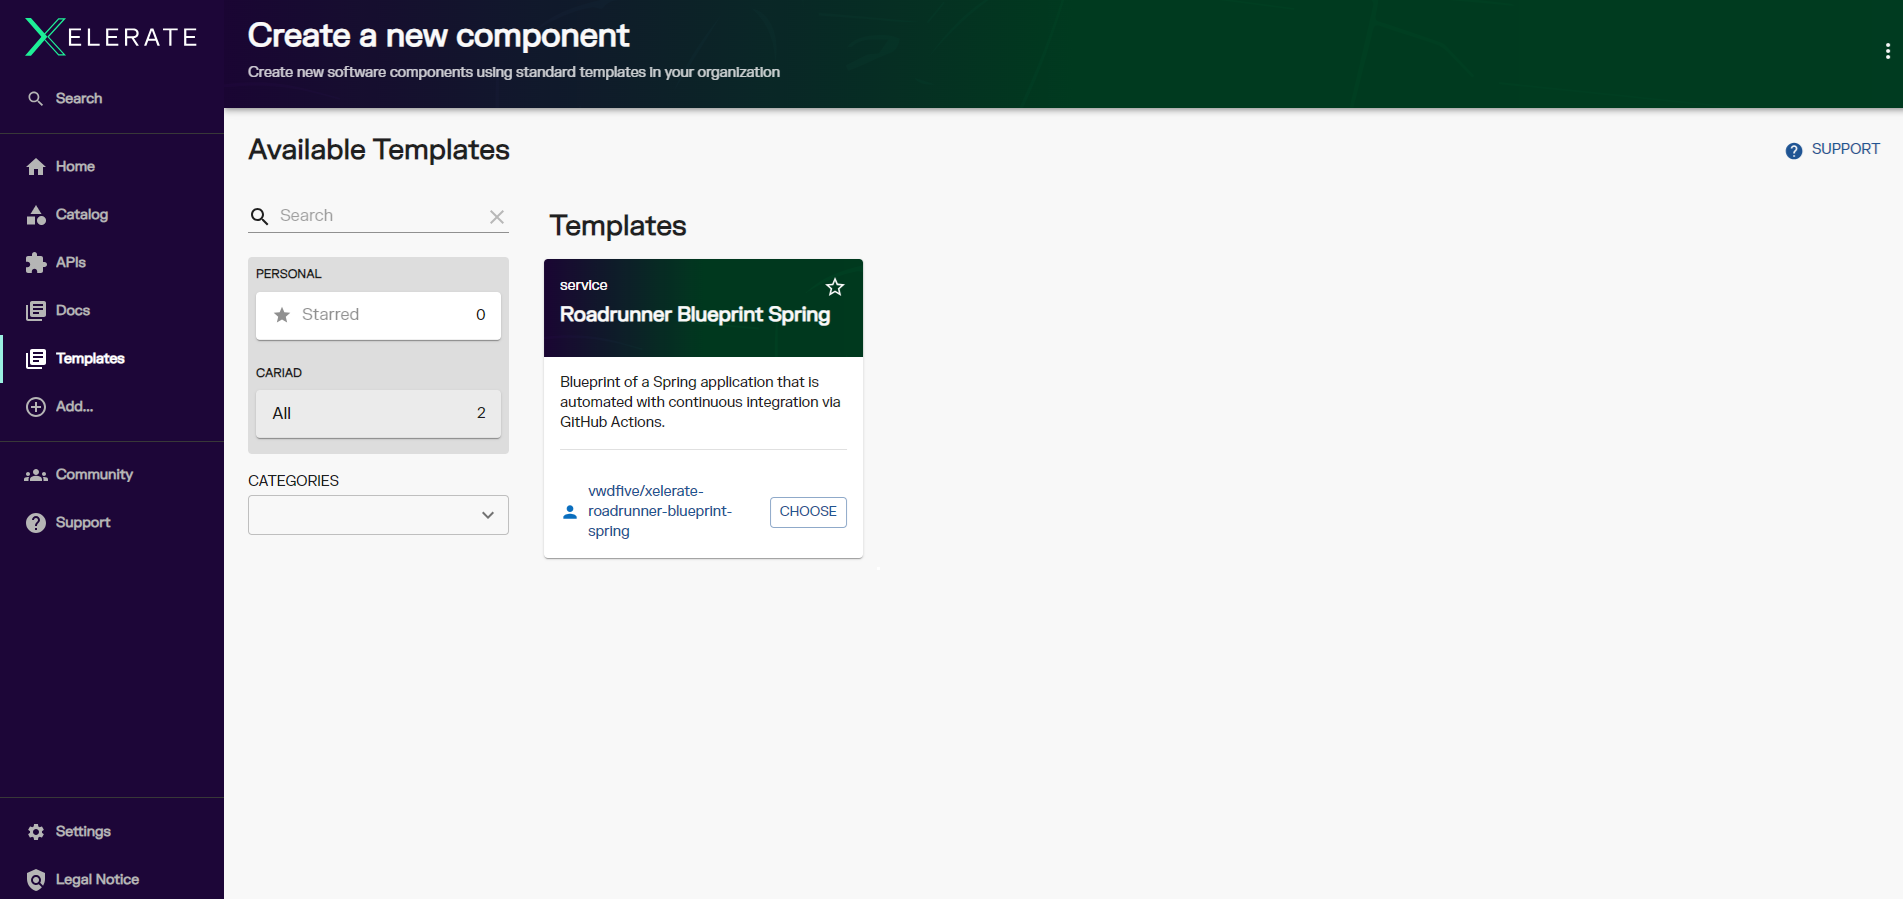 XELERATE
Search
Home
Catalog
APIs
Docs
Templates
Add...
Community
Support
Settings
Legal Notice
Create a new component
Create new software components using standard templates in your organization
Available Templates
SUPPORT
Search
PERSONAL
Starred 0
CARIAD
All 2
CATEGORIES
Templates
service
Roadrunner Blueprint Spring
Blueprint of a Spring application that is
automated with continuous integration via
GitHub Actions.
vwdfive/xelerate-
roadrunner-blueprint-
spring
CHOOSE